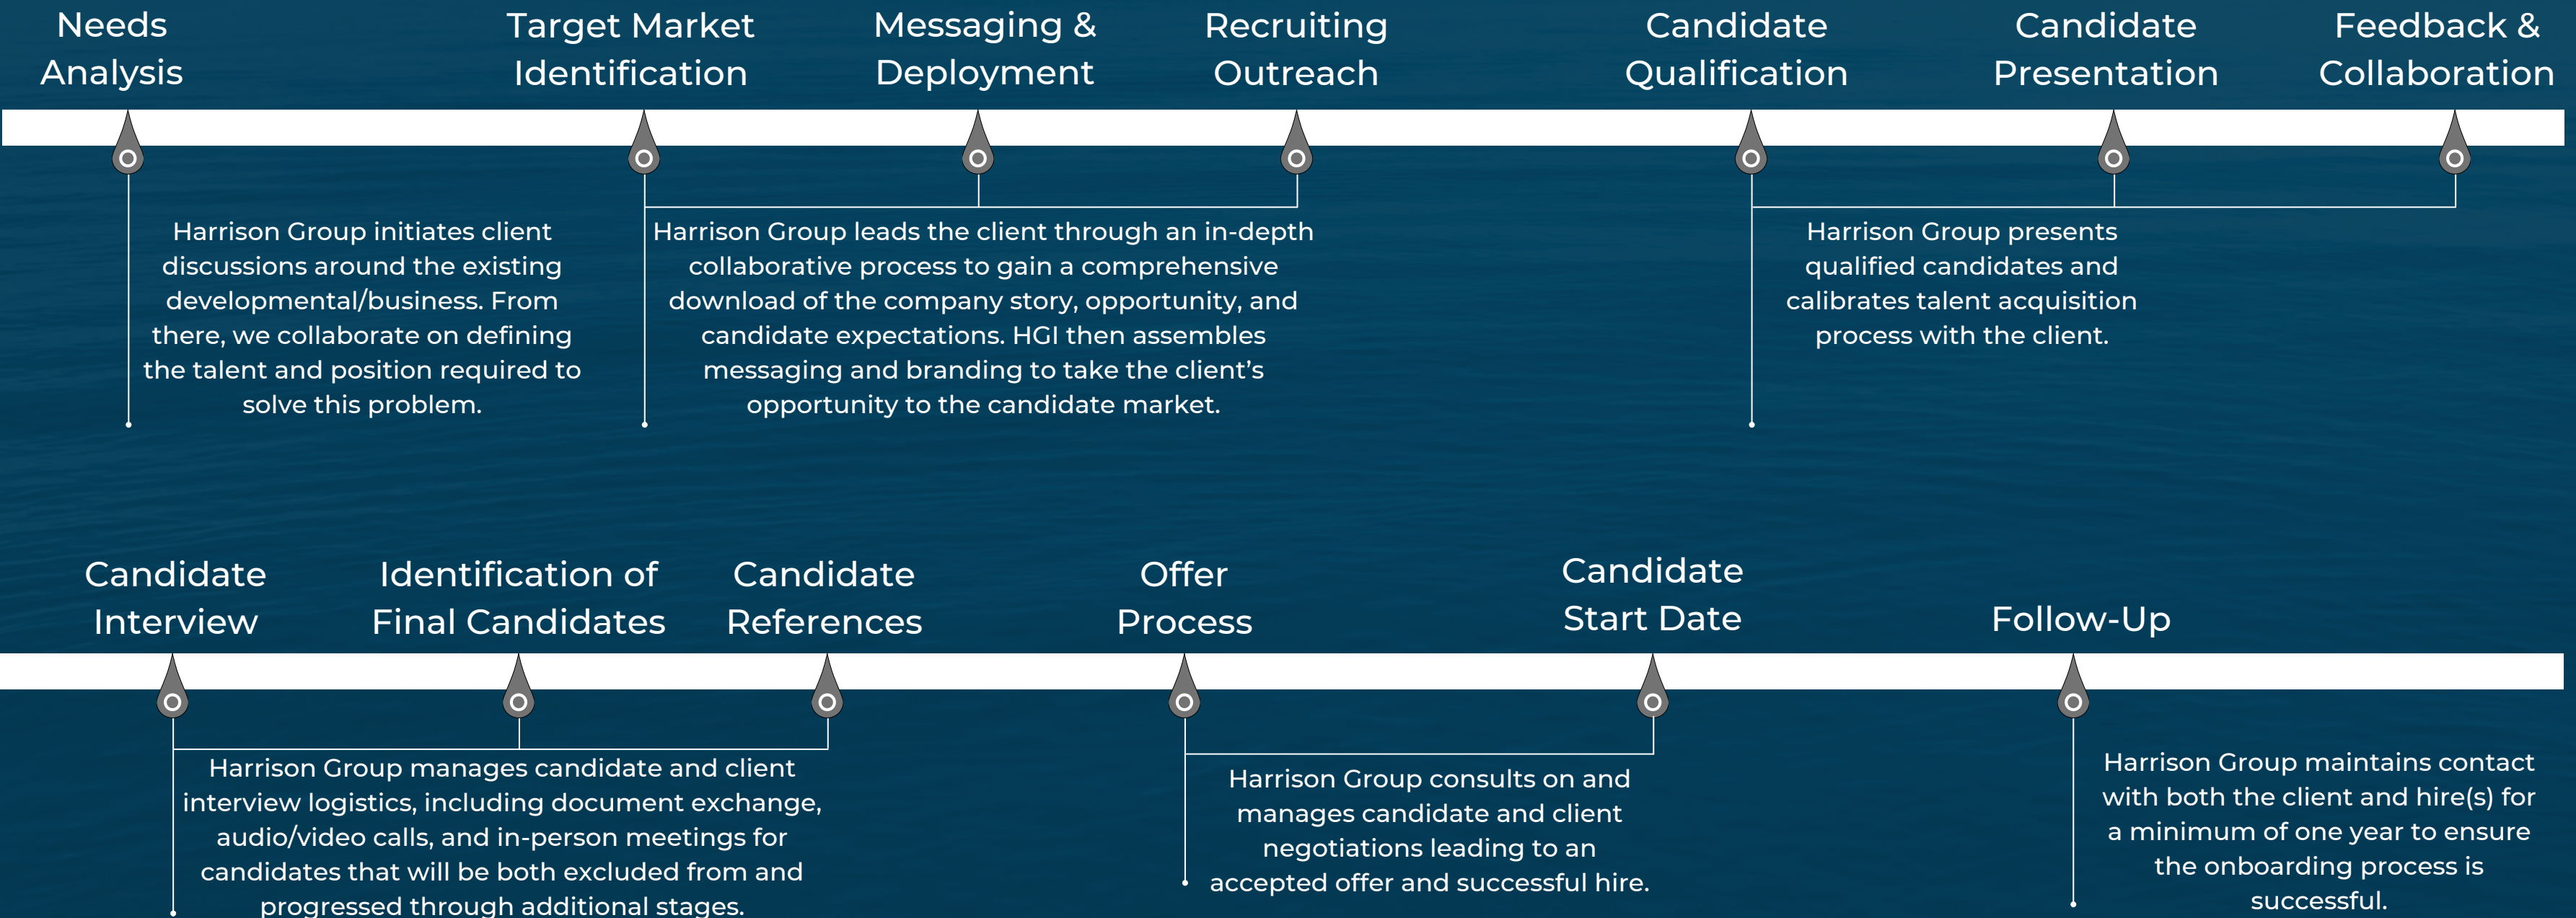 Needs
Analysis
Target Market
Identification
Messaging &
Deployment
Recruiting
Outreach
Candidate
Qualification
Candidate
Presentation
Feedback &
Collaboration
Harrison Group initiates client
discussions around the existing
developmental/business. From
there, we collaborate on defining
the talent and position required to
solve this problem.
Harrison Group leads the client through an in-depth
collaborative process to gain a comprehensive
download of the company story, opportunity, and
candidate expectations. HGI then assembles
messaging and branding to take the client’s
opportunity to the candidate market.
Harrison Group presents
qualified candidates and
calibrates talent acquisition
process with the client.
Candidate
Interview
Identification of
Final Candidates
Candidate
References
Offer
Process
Candidate
Start Date
Follow-Up
Harrison Group manages candidate and client
interview logistics, including document exchange,
audio/video calls, and in-person meetings for
candidates that will be both excluded from and
progressed through additional stages.
Harrison Group consults on and
manages candidate and client
negotiations leading to an
accepted offer and successful hire.
Harrison Group maintains contact
with both the client and hire(s) for
a minimum of one year to ensure
the onboarding process is
successful.